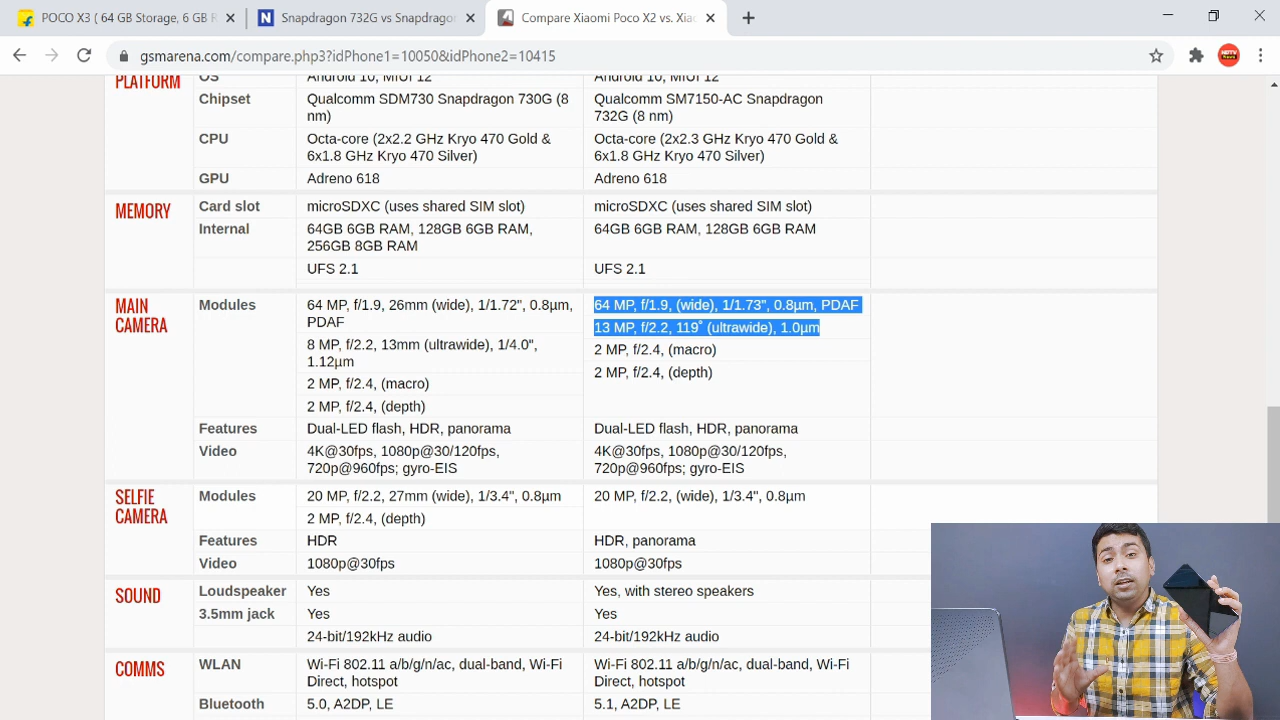 POCO X3 ( 64 GB Storage, 6 GB R
Snapdragon 732G vs Snapdragon
Compare Xiaomi Poco X2 vs. Xiao
gsmarena.com/compare.php3?idPhone1=10050&idPhone2=10415
PLATFORM OS Android 10, MIUI 12 Android 10, MIUI 12
Chipset Qualcomm SDM730 Snapdragon 730G (8 Qualcomm SM7150-AC Snapdragon
nm) 732G (8 nm)
CPU Octa-core (2x2.2 GHz Kryo 470 Gold & Octa-core (2x2.3 GHz Kryo 470 Gold &
6x1.8 GHz Kryo 470 Silver) 6x1.8 GHz Kryo 470 Silver)
GPU Adreno 618 Adreno 618
MEMORY Card slot microSDXC (uses shared SIM slot) microSDXC (uses shared SIM slot)
Internal 64GB 6GB RAM, 128GB 6GB RAM, 64GB 6GB RAM, 128GB 6GB RAM
256GB 8GB RAM
UFS 2.1 UFS 2.1
MAIN Modules 64 MP, f/1.9, 26mm (wide), 1/1.72", 0.8µm, 64 MP, f/1.9, (wide), 1/1.73", 0.8µm, PDAF
CAMERA PDAF 13 MP, f/2.2, 119˚ (ultrawide), 1.0µm
8 MP, f/2.2, 13mm (ultrawide), 1/4.0", 2 MP, f/2.4, (macro)
1.12µm 2 MP, f/2.4, (depth)
2 MP, f/2.4, (macro)
2 MP, f/2.4, (depth)
Features Dual-LED flash, HDR, panorama Dual-LED flash, HDR, panorama
Video 4K@30fps, 1080p@30/120fps, 4K@30fps, 1080p@30/120fps,
720p@960fps; gyro-EIS 720p@960fps; gyro-EIS
SELFIE Modules 20 MP, f/2.2, 27mm (wide), 1/3.4", 0.8µm 20 MP, f/2.2, (wide), 1/3.4", 0.8µm
CAMERA 2 MP, f/2.4, (depth)
Features HDR HDR, panorama
Video 1080p@30fps 1080p@30fps
SOUND Loudspeaker Yes Yes, with stereo speakers
3.5mm jack Yes Yes
24-bit/192kHz audio 24-bit/192kHz audio
COMMS WLAN Wi-Fi 802.11 a/b/g/n/ac, dual-band, Wi-Fi Wi-Fi 802.11 a/b/g/n/ac, dual-band, Wi-Fi
Direct, hotspot Direct, hotspot
Bluetooth 5.0, A2DP, LE 5.1, A2DP, LE